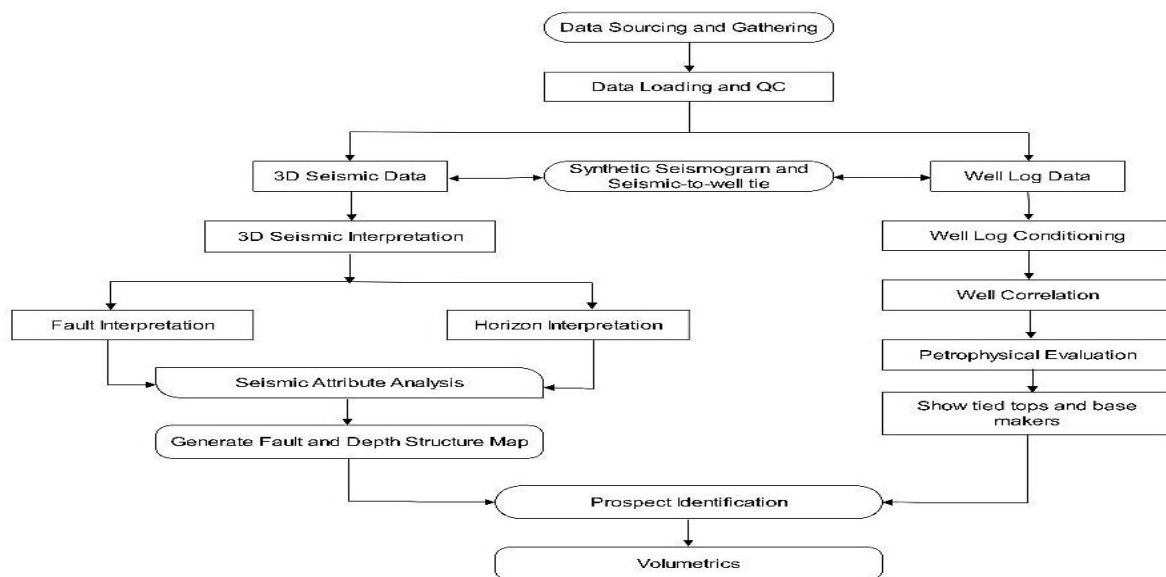 Data Sourcing and Gathering
Data Loading and QC
3D Seismic Data
Synthetic Seismogram and
Seismic-to-well tie
Well Log Data
3D Seismic Interpretation
Well Log Conditioning
Well Correlation
Fault Interpretation
Horizon Interpretation
Petrophysical Evaluation
Seismic Attribute Analysis
Show tied tops and base
makers
Generate Fault and Depth Structure Map
Prospect Identification
Volumetrics